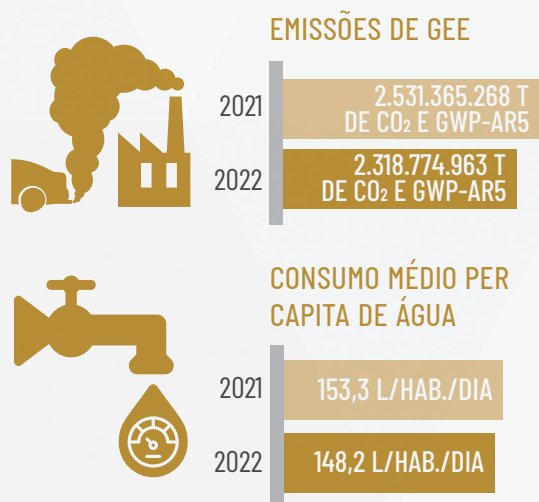 EMISSÕES DE GEE
2021
2.531.365.268 T
DE CO₂ E GWP-AR5
2022
2.318.774.963 T
DE CO₂ E GWP-AR5
CONSUMO MÉDIO PER
CAPITA DE ÁGUA
2021
153,3 L/HAB./DIA
2022
148,2 L/HAB./DIA